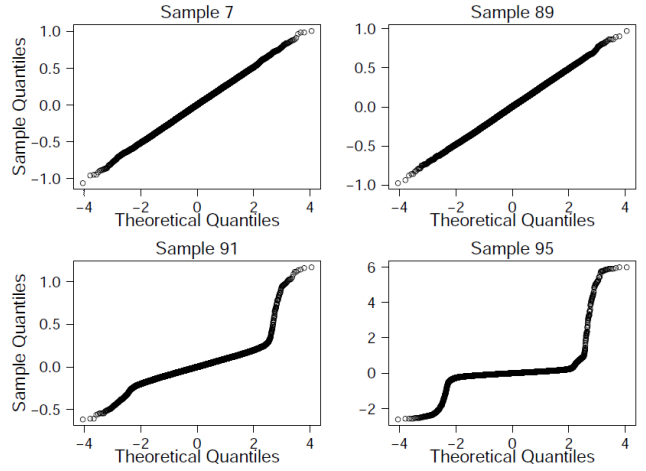 Sample 7
Sample 89
Sample Quantiles
1.0
0.5
0.0
−0.5
−1.0
1.0
0.5
0.0
−0.5
−1.0
−4 −2 0 2 4
−4 −2 0 2 4
Theoretical Quantiles
Theoretical Quantiles
Sample 91
Sample 95
Sample Quantiles
1.0
0.5
0.0
−0.5
6
4
2
0
−2
−4 −2 0 2 4
−4 −2 0 2 4
Theoretical Quantiles
Theoretical Quantiles